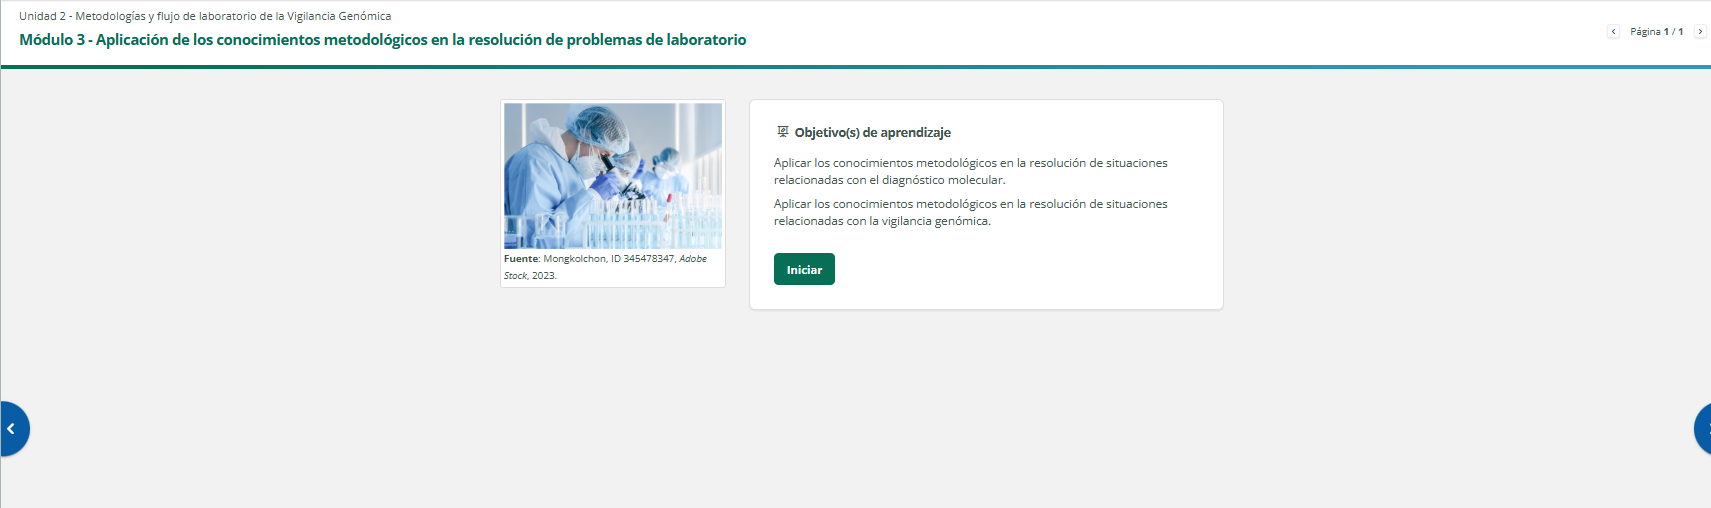 Unidad 2 - Metodologías y flujo de laboratorio de la Vigilancia Genómica
Módulo 3 - Aplicación de los conocimientos metodológicos en la resolución de problemas de laboratorio
Página 1 / 1
Fuente: Mongkolchon, ID 345478347, Adobe
Stock, 2023.
Objetivo(s) de aprendizaje
Aplicar los conocimientos metodológicos en la resolución de situaciones
relacionadas con el diagnóstico molecular.
Aplicar los conocimientos metodológicos en la resolución de situaciones
relacionadas con la vigilancia genómica.
Iniciar